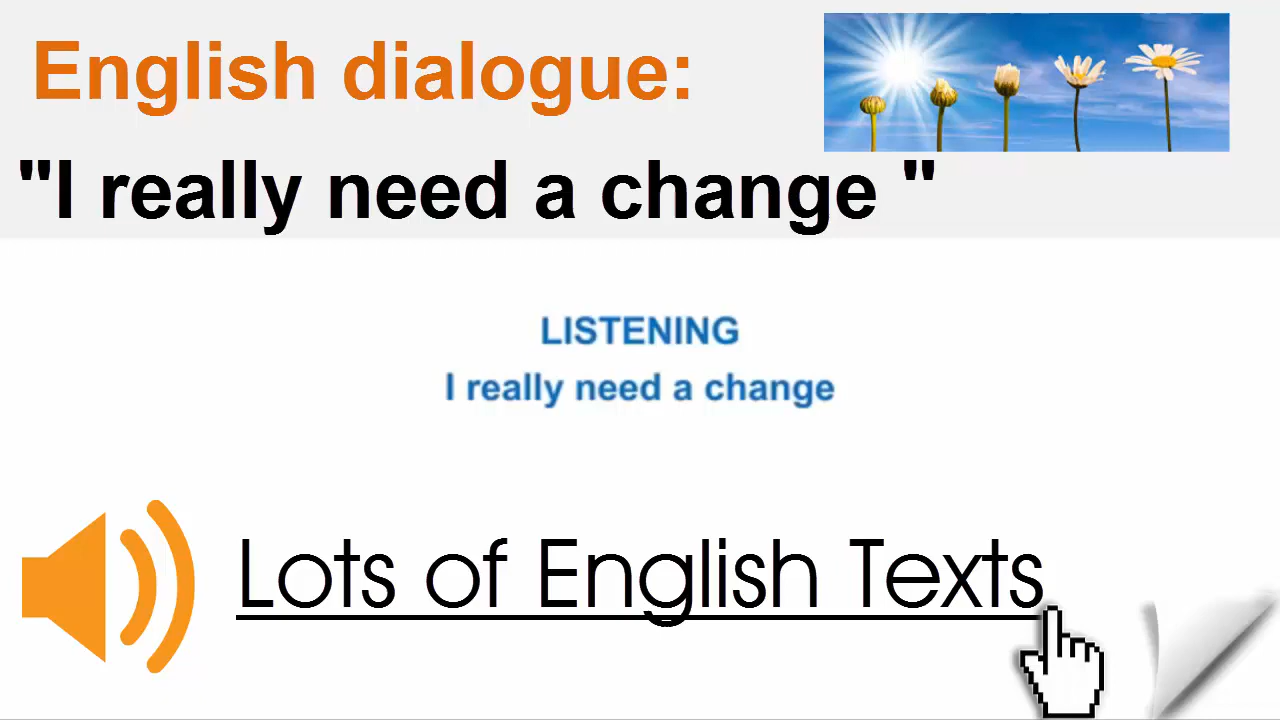 English dialogue:
"I really need a change "
LISTENING
I really need a change
Lots of English Texts